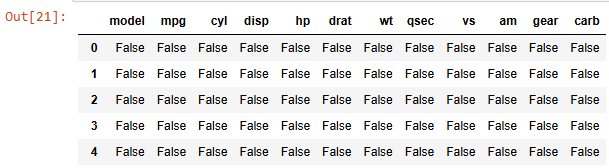 Out[21]:
model mpg cyl disp hp drat wt qsec vs am gear carb
0 False False False False False False False False False False False False
1 False False False False False False False False False False False False
2 False False False False False False False False False False False False
3 False False False False False False False False False False False False
4 False False False False False False False False False False False False